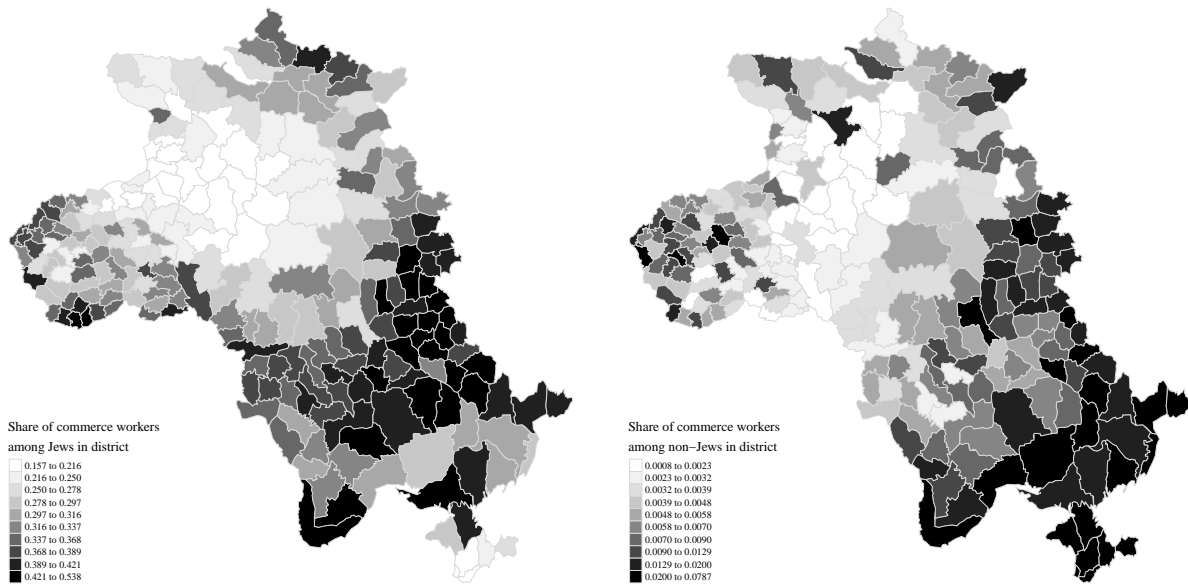 Share of commerce workers
among Jews in district
0.157 to 0.216
0.216 to 0.250
0.250 to 0.278
0.278 to 0.297
0.297 to 0.316
0.316 to 0.337
0.337 to 0.368
0.368 to 0.389
0.389 to 0.421
0.421 to 0.538
Share of commerce workers
among non−Jews in district
0.0008 to 0.0023
0.0023 to 0.0032
0.0032 to 0.0039
0.0039 to 0.0048
0.0048 to 0.0058
0.0058 to 0.0070
0.0070 to 0.0090
0.0090 to 0.0129
0.0129 to 0.0200
0.0200 to 0.0787